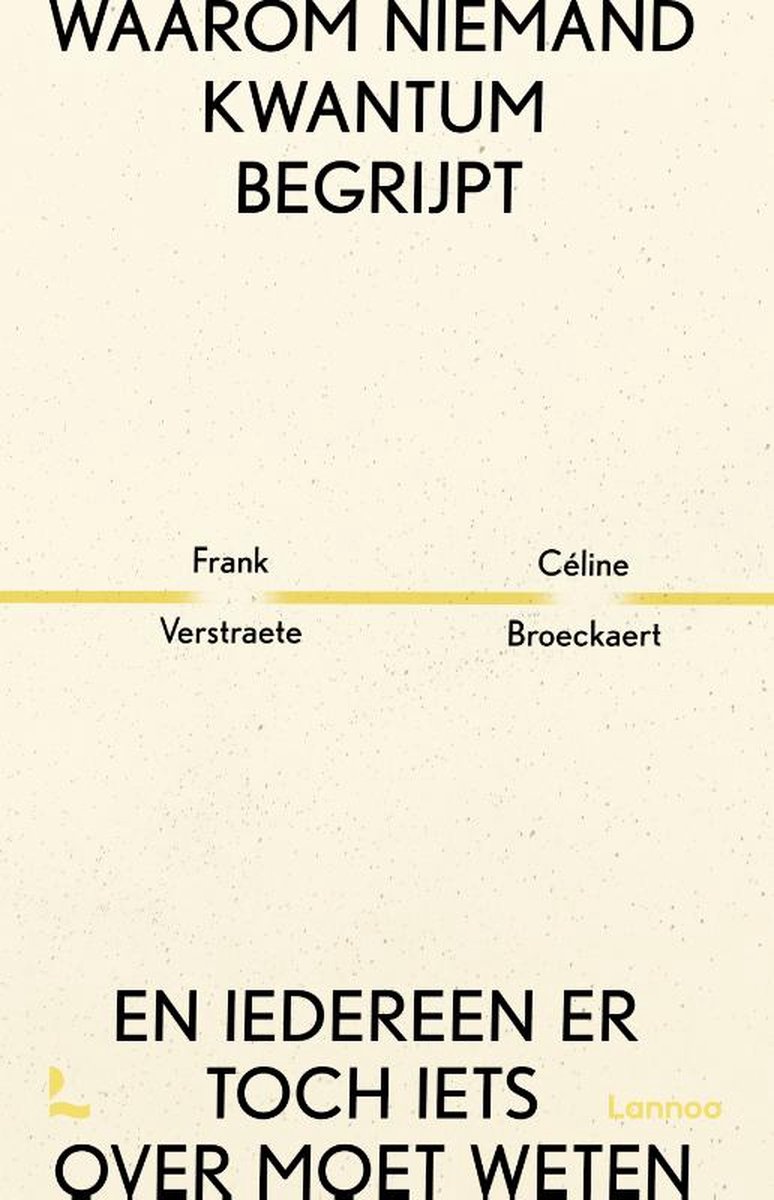 WAAROM NIEMAND
KWANTUM
BEGRIJPT
Frank
Verstraete
Céline
Broeckaert
EN IEDEREEN ER
TOCH IETS
OVER MOET WETEN
Lannoo